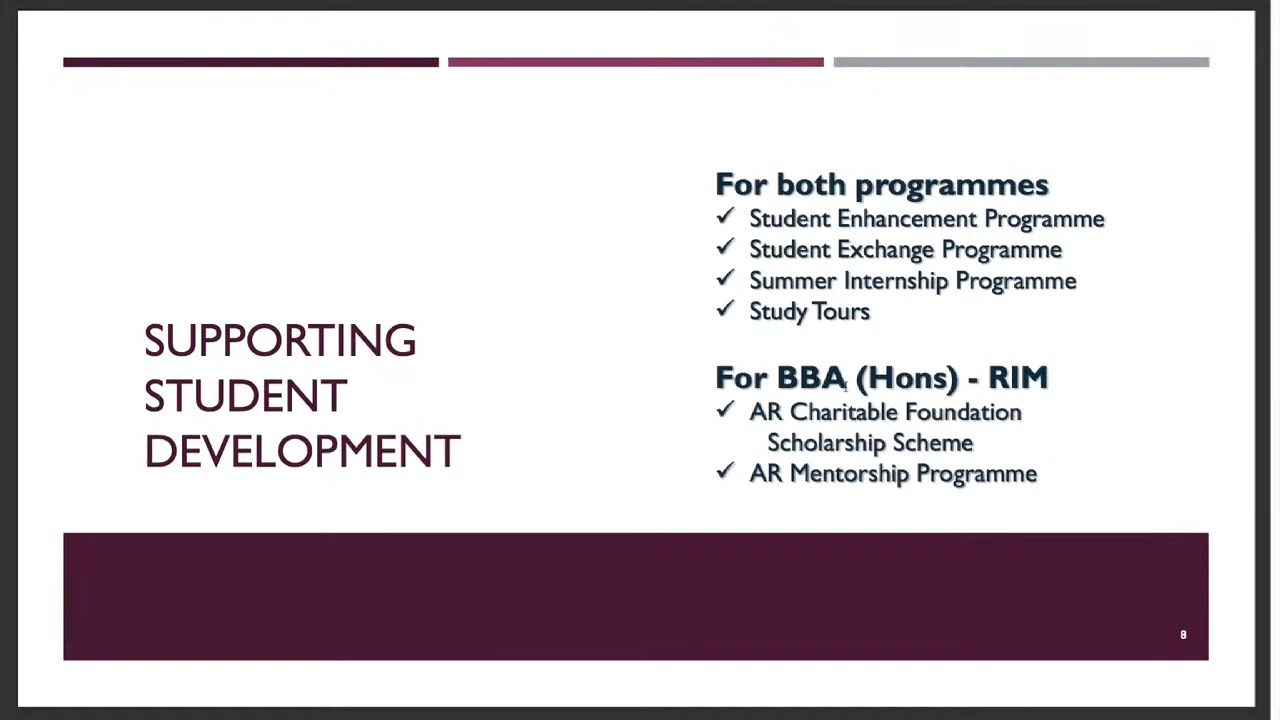 SUPPORTING
STUDENT
DEVELOPMENT
For both programmes
✓ Student Enhancement Programme
✓ Student Exchange Programme
✓ Summer Internship Programme
✓ Study Tours
For BBA (Hons) - RIM
✓ AR Charitable Foundation
Scholarship Scheme
✓ AR Mentorship Programme
8